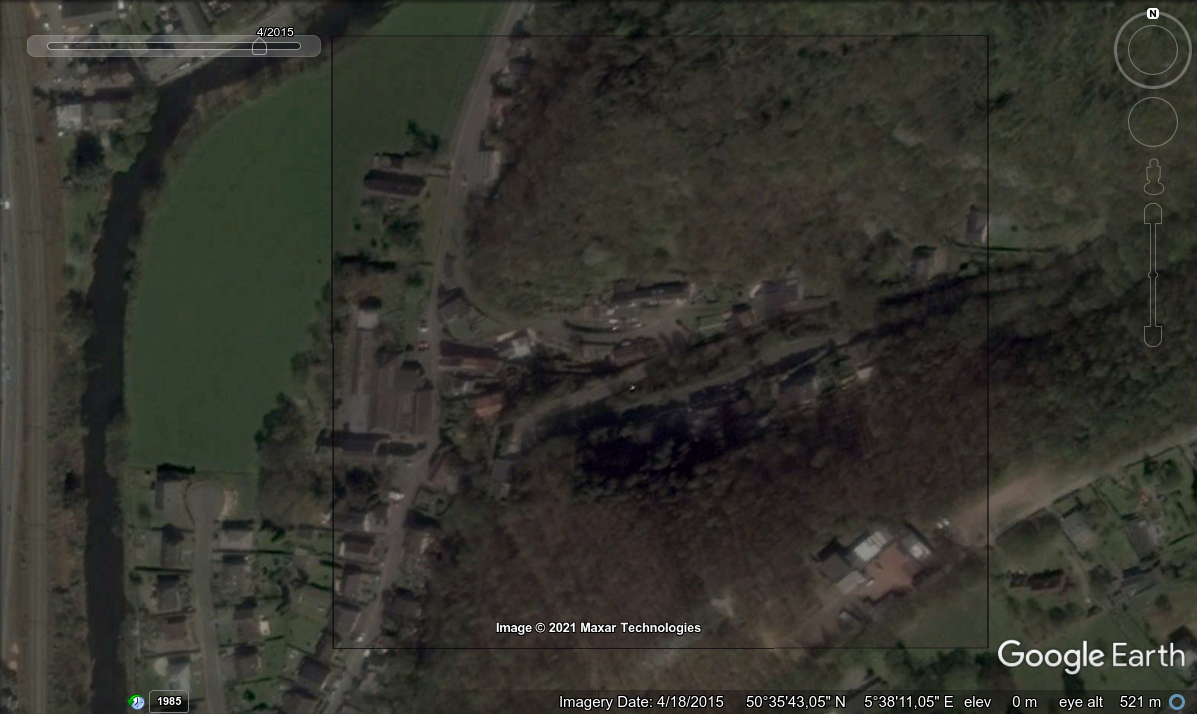 4/2015
N
Image © 2021 Maxar Technologies
Google Earth
1985
Imagery Date: 4/18/2015 50°35'43,05" N 5°38'11,05" E elev 0 m eye alt 521 m